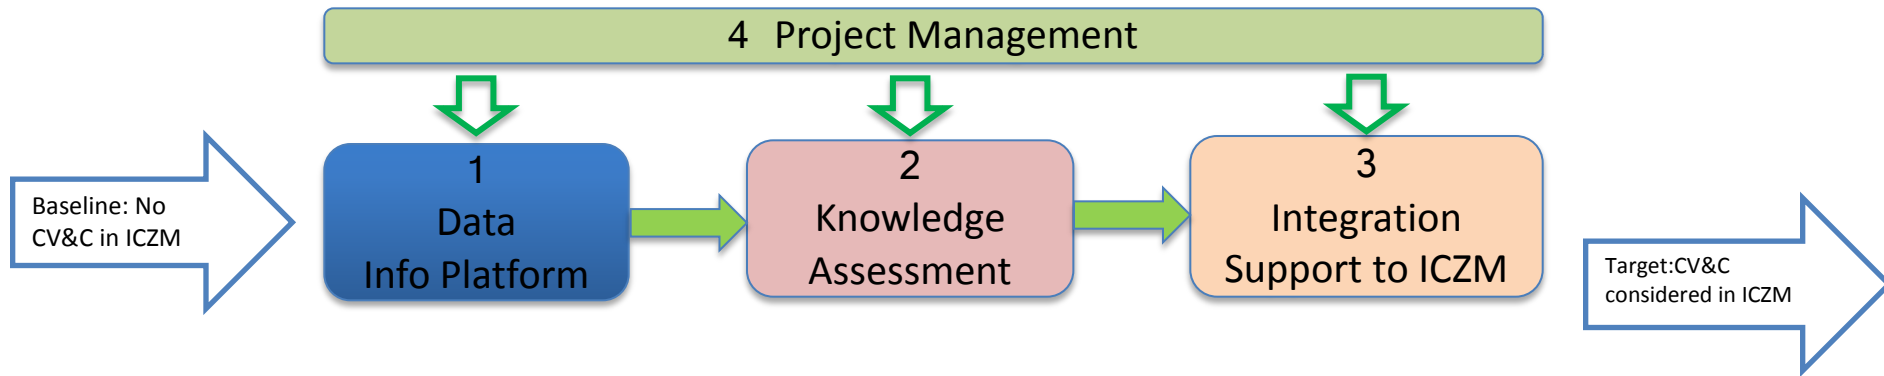 4 Project Management
Baseline: No
CV&C in ICZM
1
Data
Info Platform
2
Knowledge
Assessment
3
Integration
Support to ICZM
Target:CV&C
considered in ICZM